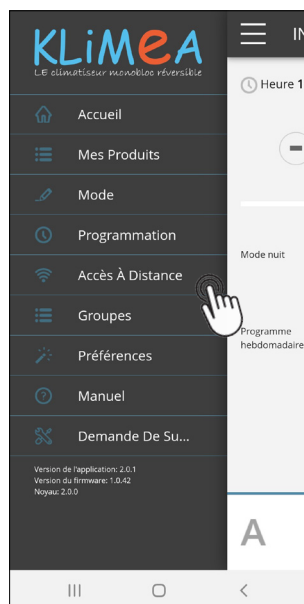 KLiMeA
LE climatiseur monobloc réversible
Accueil
Mes Produits
Mode
Programmation
Accès À Distance
Groupes
Préférences
Manuel
Demande De Su...
Version de l'application: 2.0.1
Version du firmware: 1.0.42
Noyau: 2.0.0
IN
Heure 1
Mode nuit
Programme
hebdomadaire
A